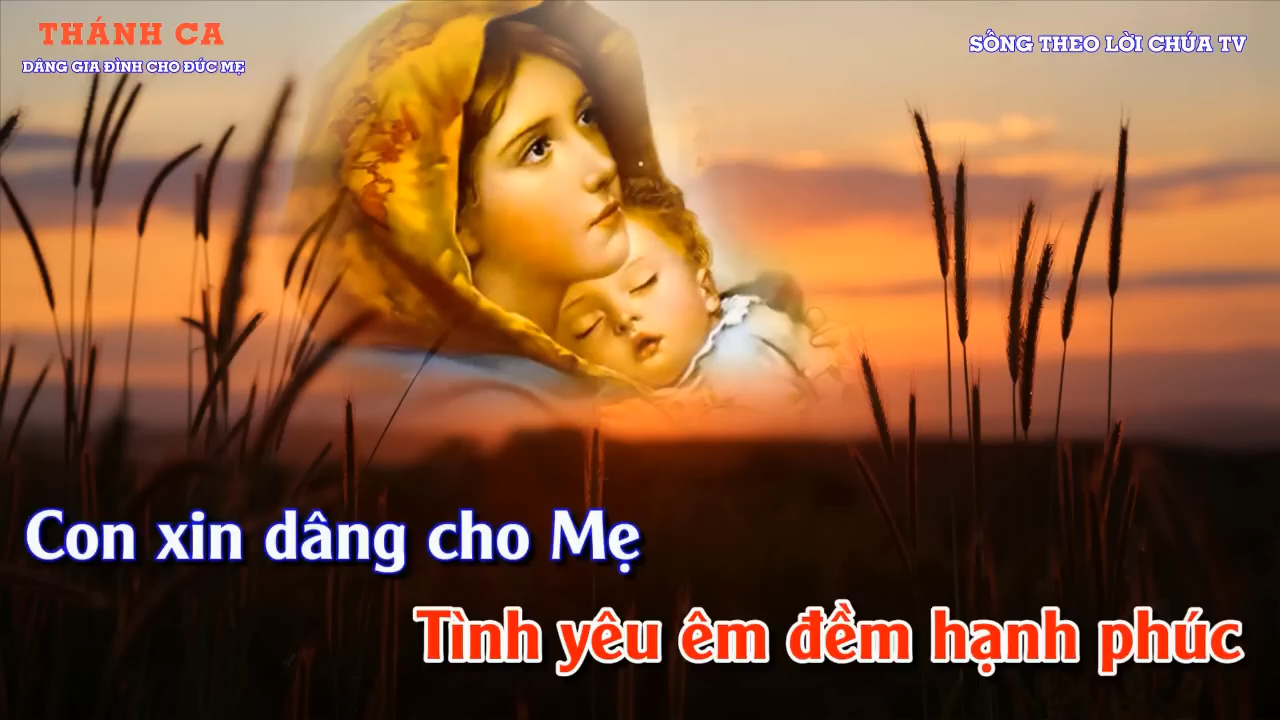 THÁNH CA
DÂNG GIA ĐÌNH CHO ĐỨC MẸ
SỐNG THEO LỜI CHÚA TV
Con xin dâng cho Mẹ
Tình yêu êm đềm hạnh phúc